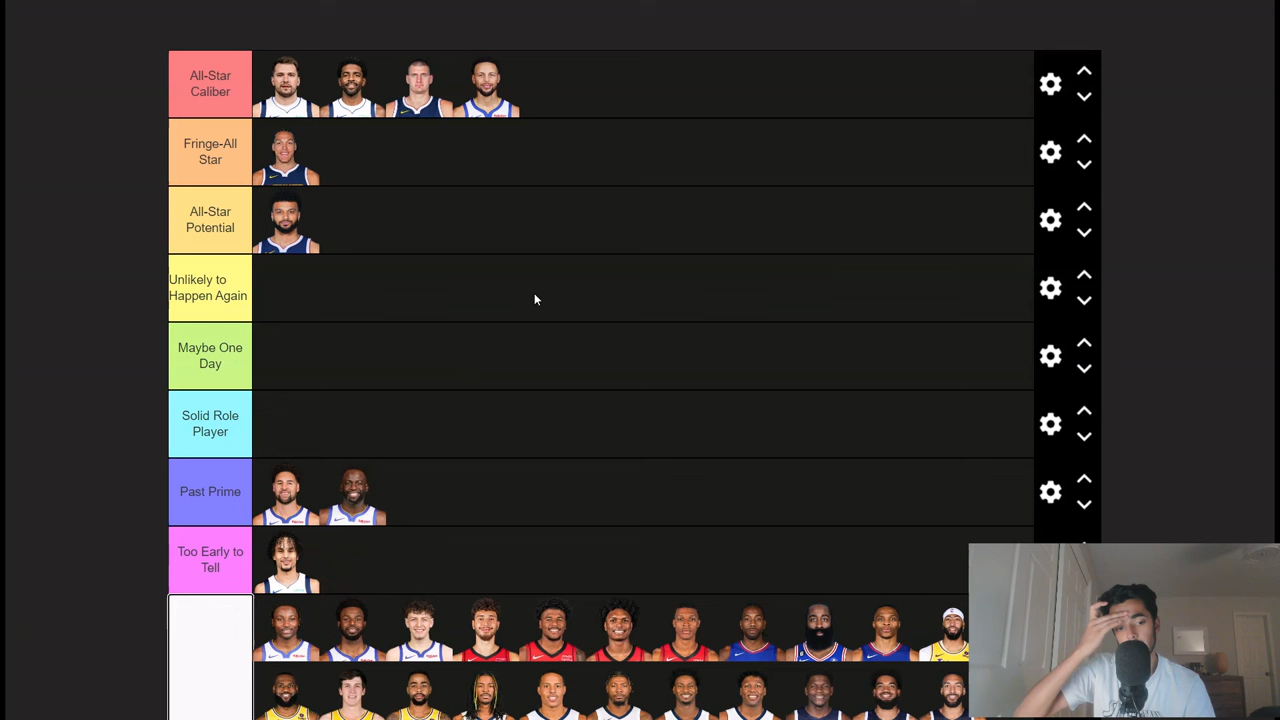 All-Star
Caliber
Fringe-All
Star
All-Star
Potential
Unlikely to
Happen Again
Maybe One
Day
Solid Role
Player
Past Prime
Too Early to
Tell